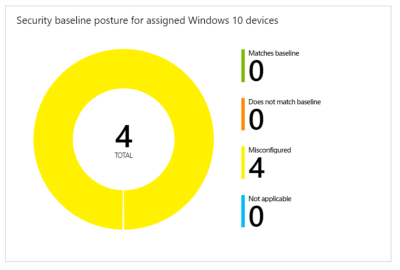 Security baseline posture for assigned Windows 10 devices
4
TOTAL
Matches baseline
0
Does not match baseline
0
Misconfigured
4
Not applicable
0